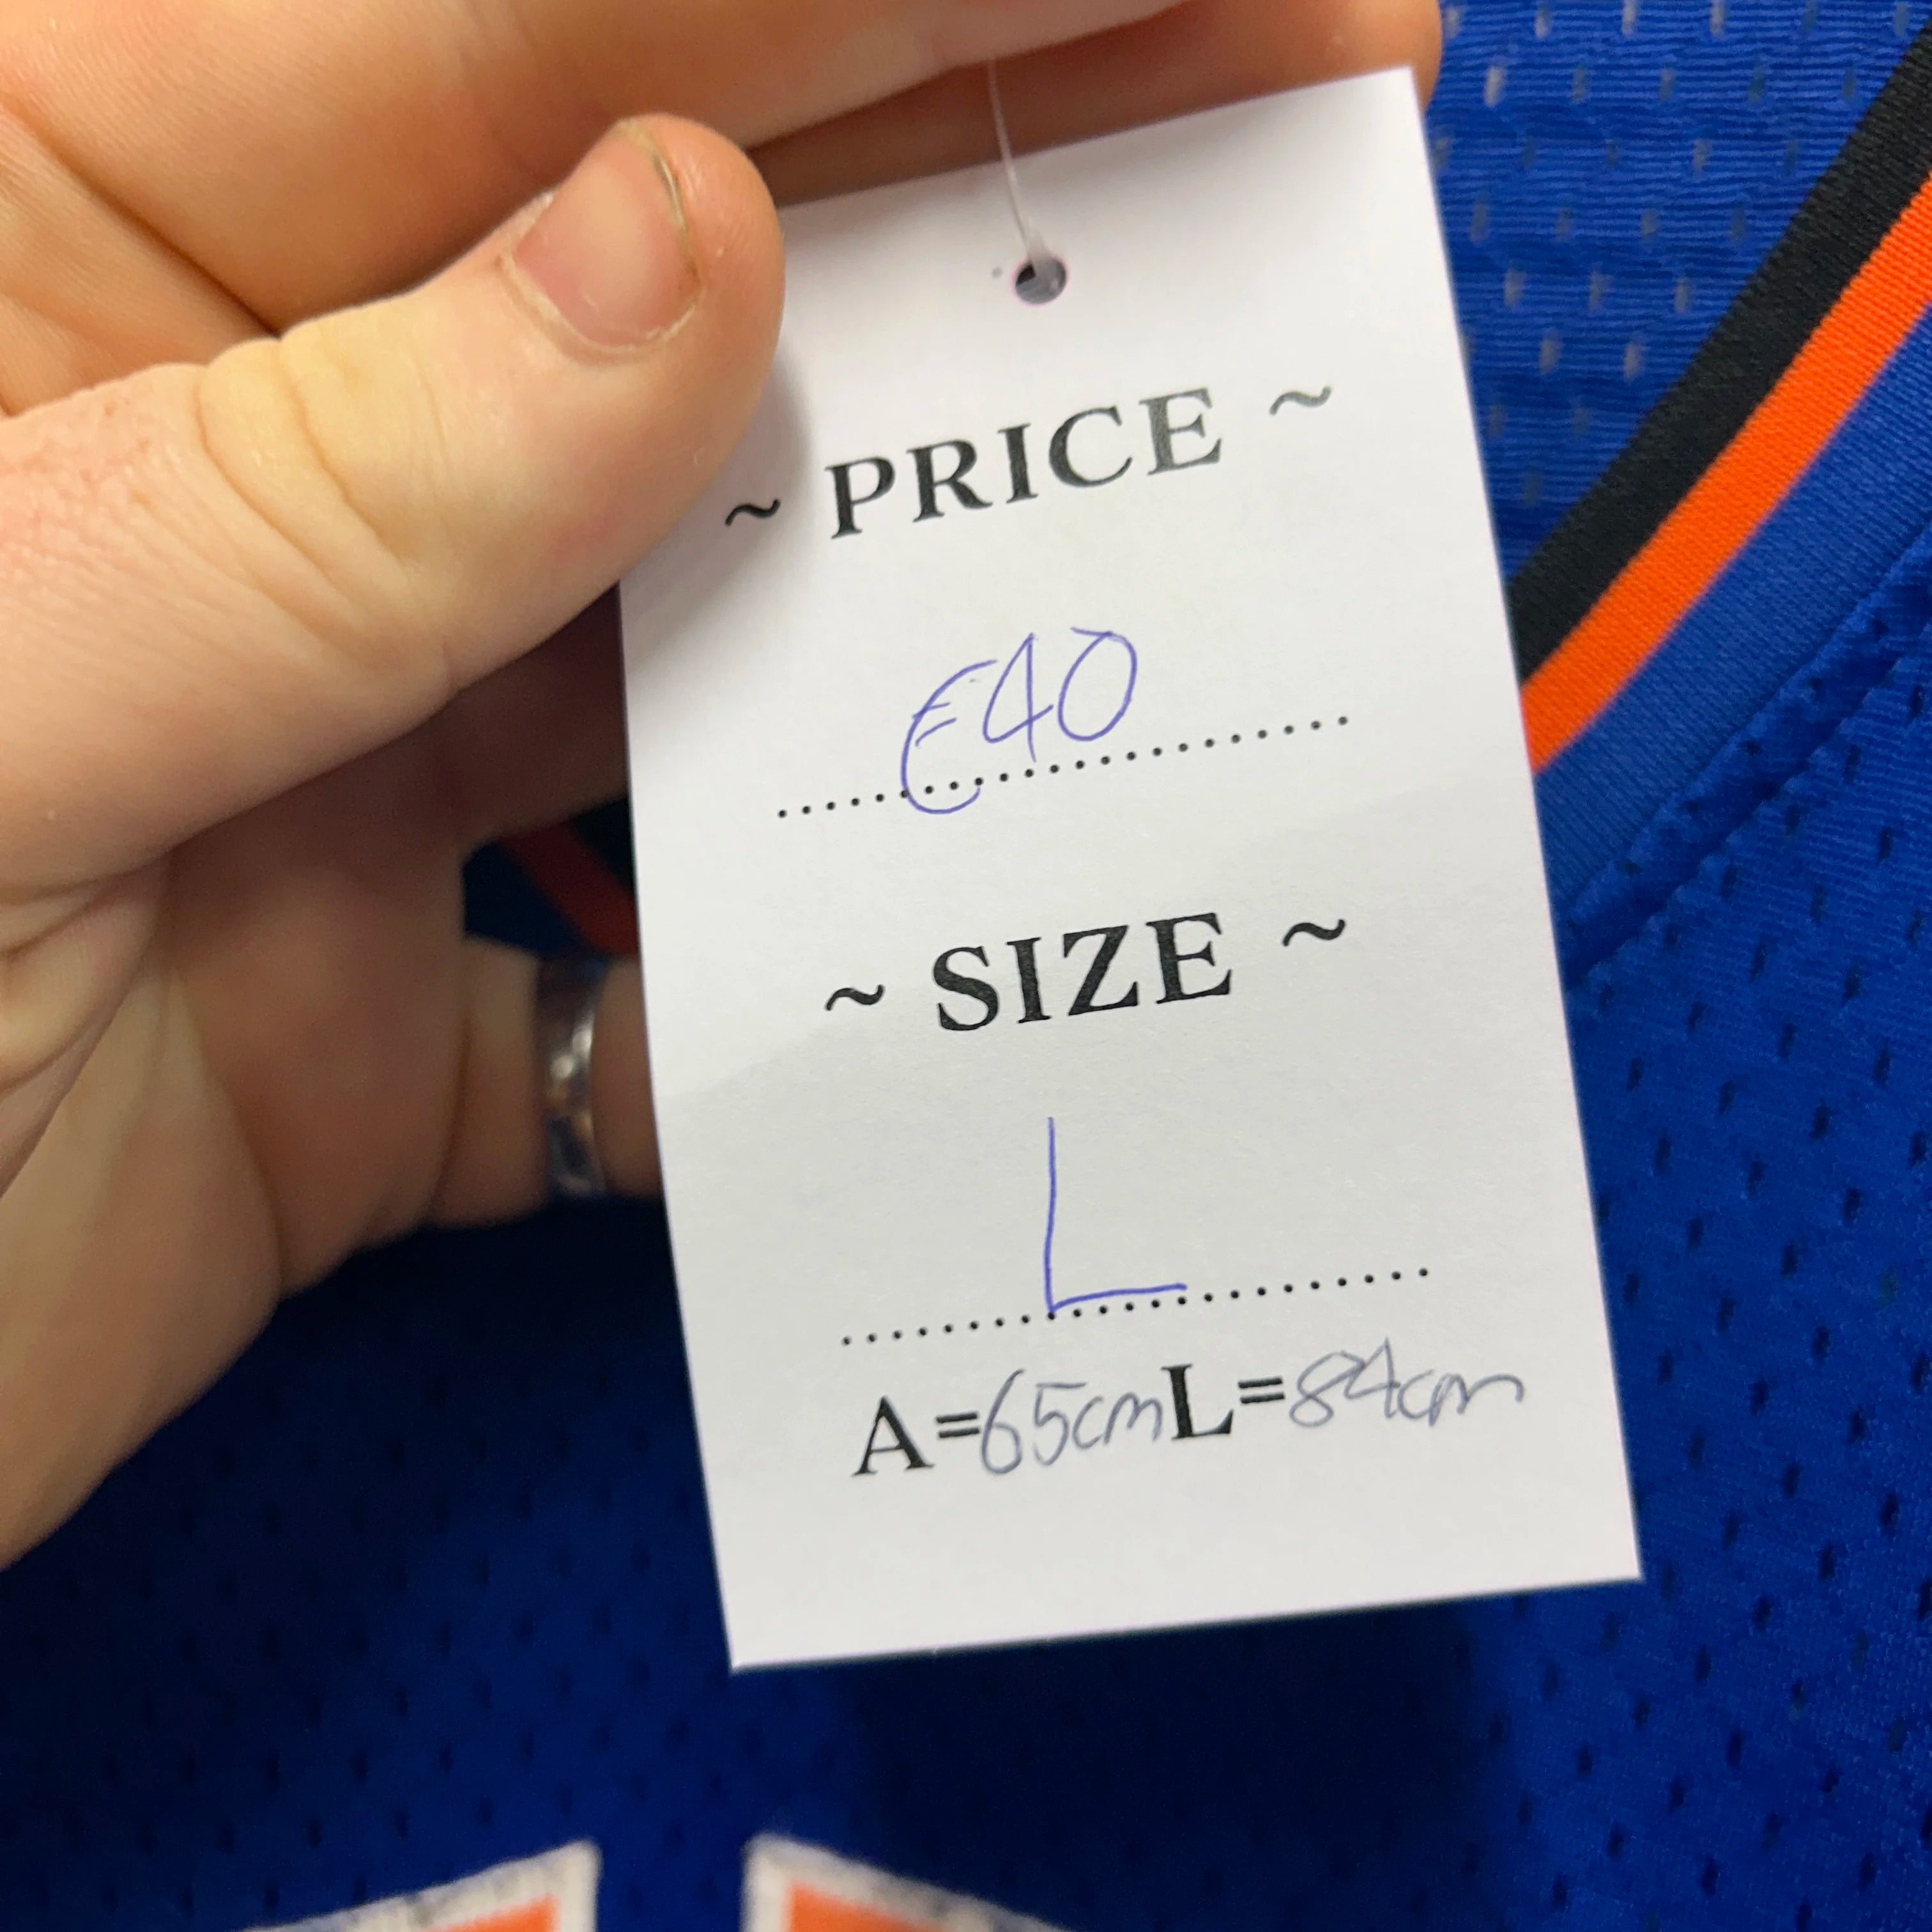 ~ PRICE ~
€40
~ SIZE ~
L
A=65cm L=84cm